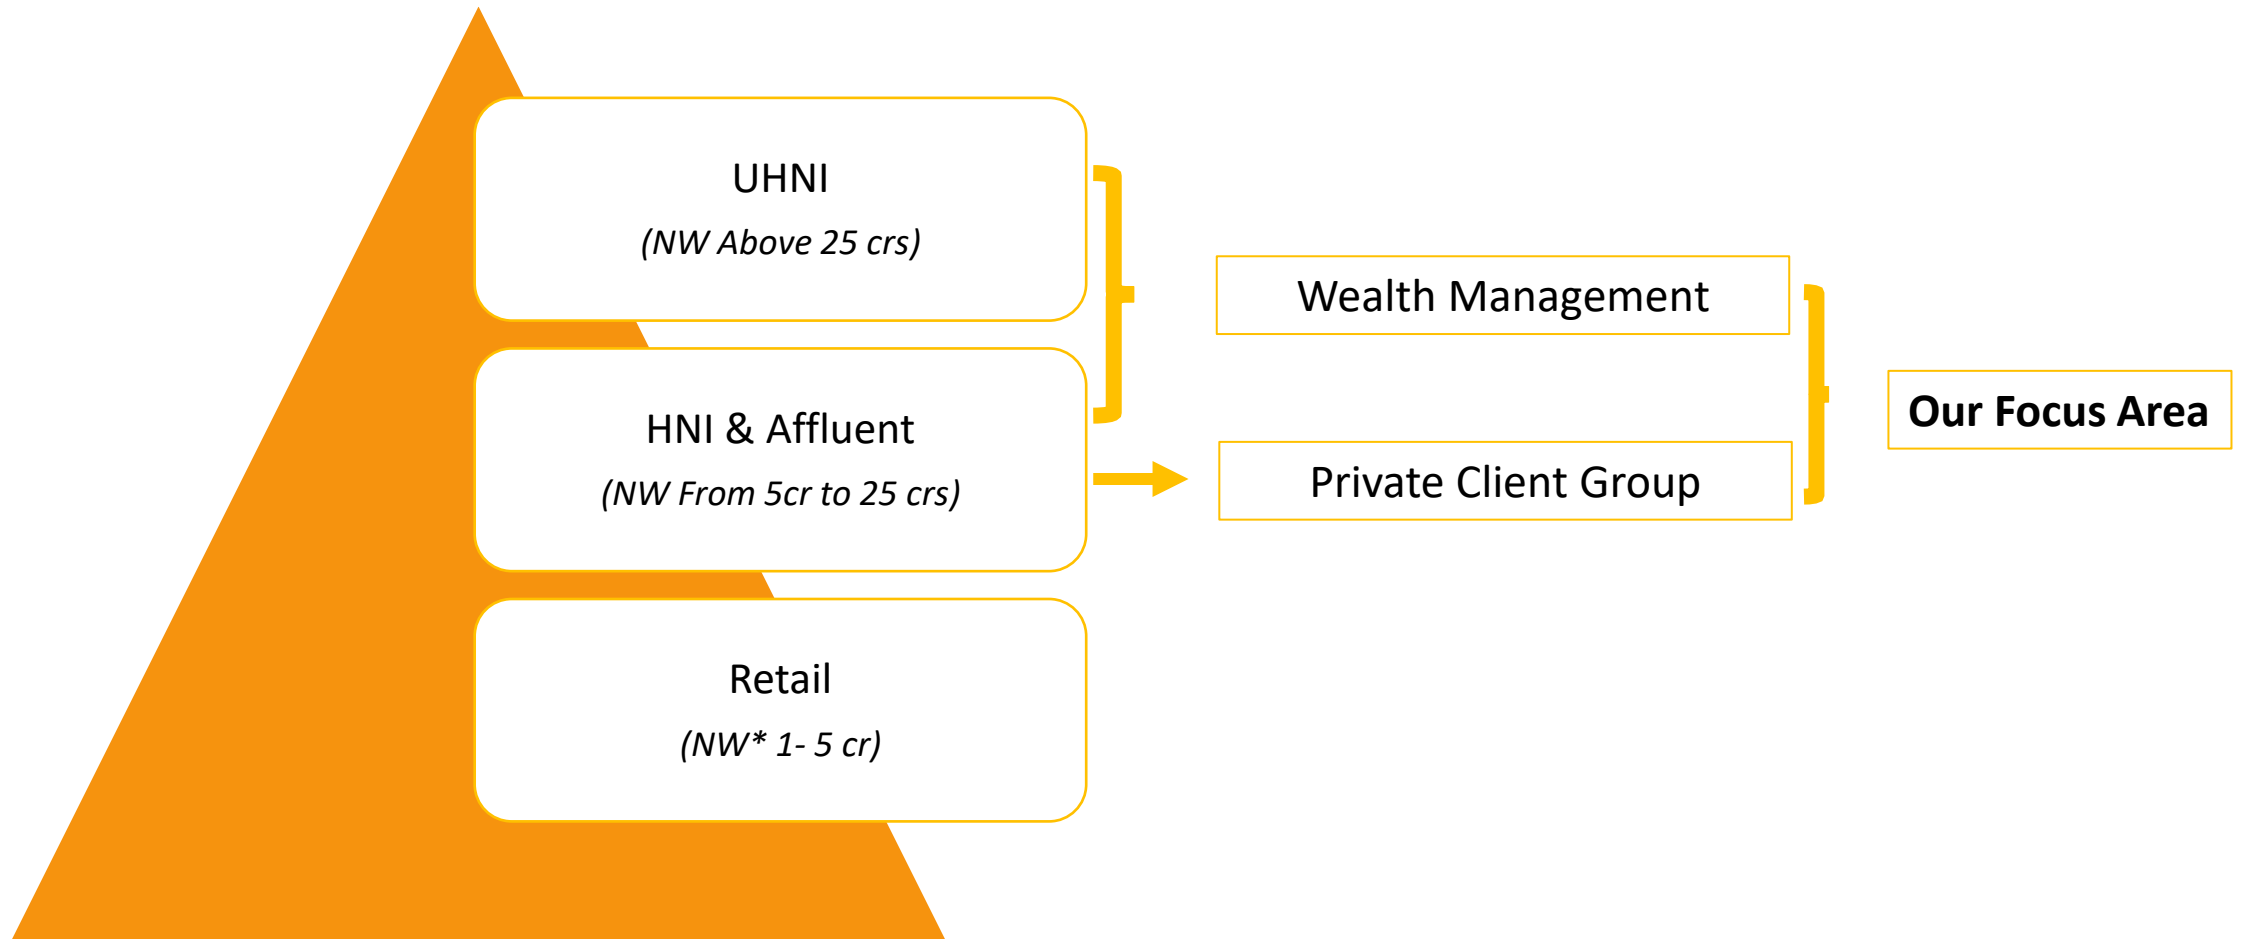 UHNI
(NW Above 25 crs)
HNI & Affluent
(NW From 5cr to 25 crs)
Retail
(NW* 1- 5 cr)
Wealth Management
Private Client Group
Our Focus Area